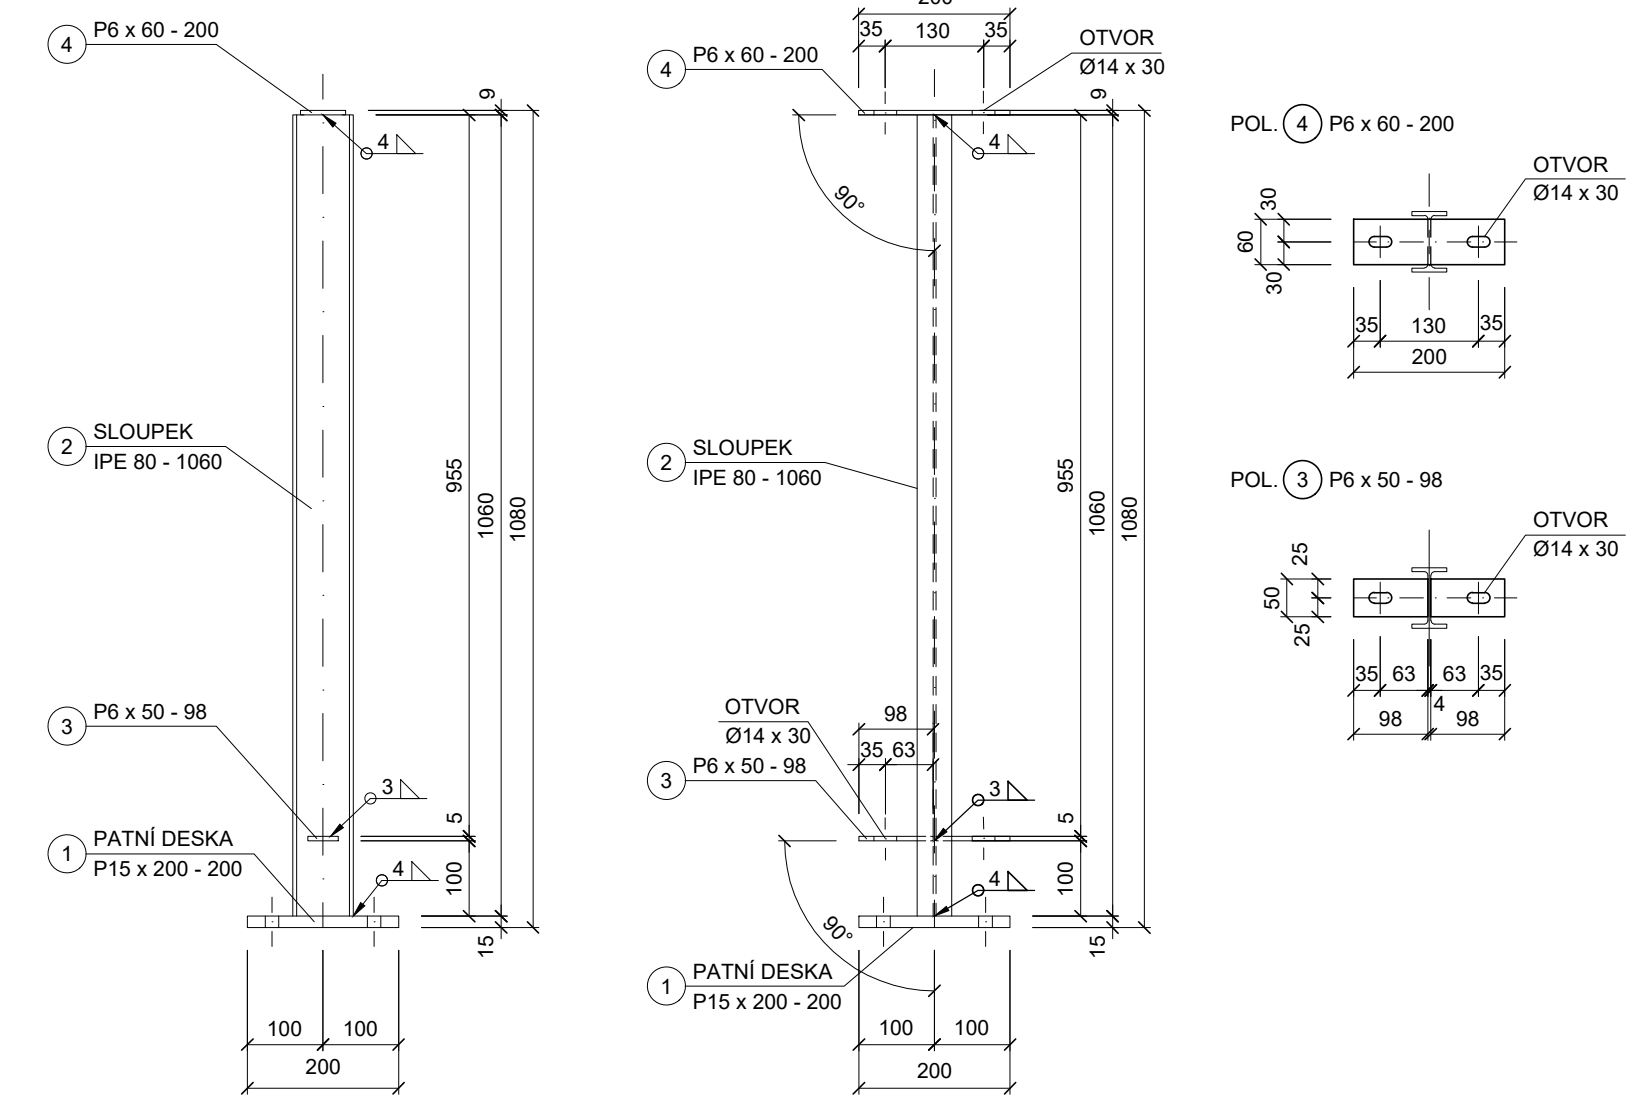 4 P6 x 60 - 200
9
4
2 SLOUPEK
IPE 80 - 1060
955
1060
1080
3 P6 x 50 - 98
3
5
1 PATNÍ DESKA
P15 x 200 - 200
4
100
15
100 100
200
200
35 130 35
OTVOR
Ø14 x 30
4 P6 x 60 - 200
9
4
90°
2 SLOUPEK
IPE 80 - 1060
955
1060
1080
OTVOR
Ø14 x 30
98
35 63
3 P6 x 50 - 98
3
5
4
100
90°
15
1 PATNÍ DESKA
P15 x 200 - 200
100 100
200
POL. 4 P6 x 60 - 200
OTVOR
Ø14 x 30
30
60
30
35 130 35
200
POL. 3 P6 x 50 - 98
OTVOR
Ø14 x 30
25
50
25
35 63 63 35
4
98 98